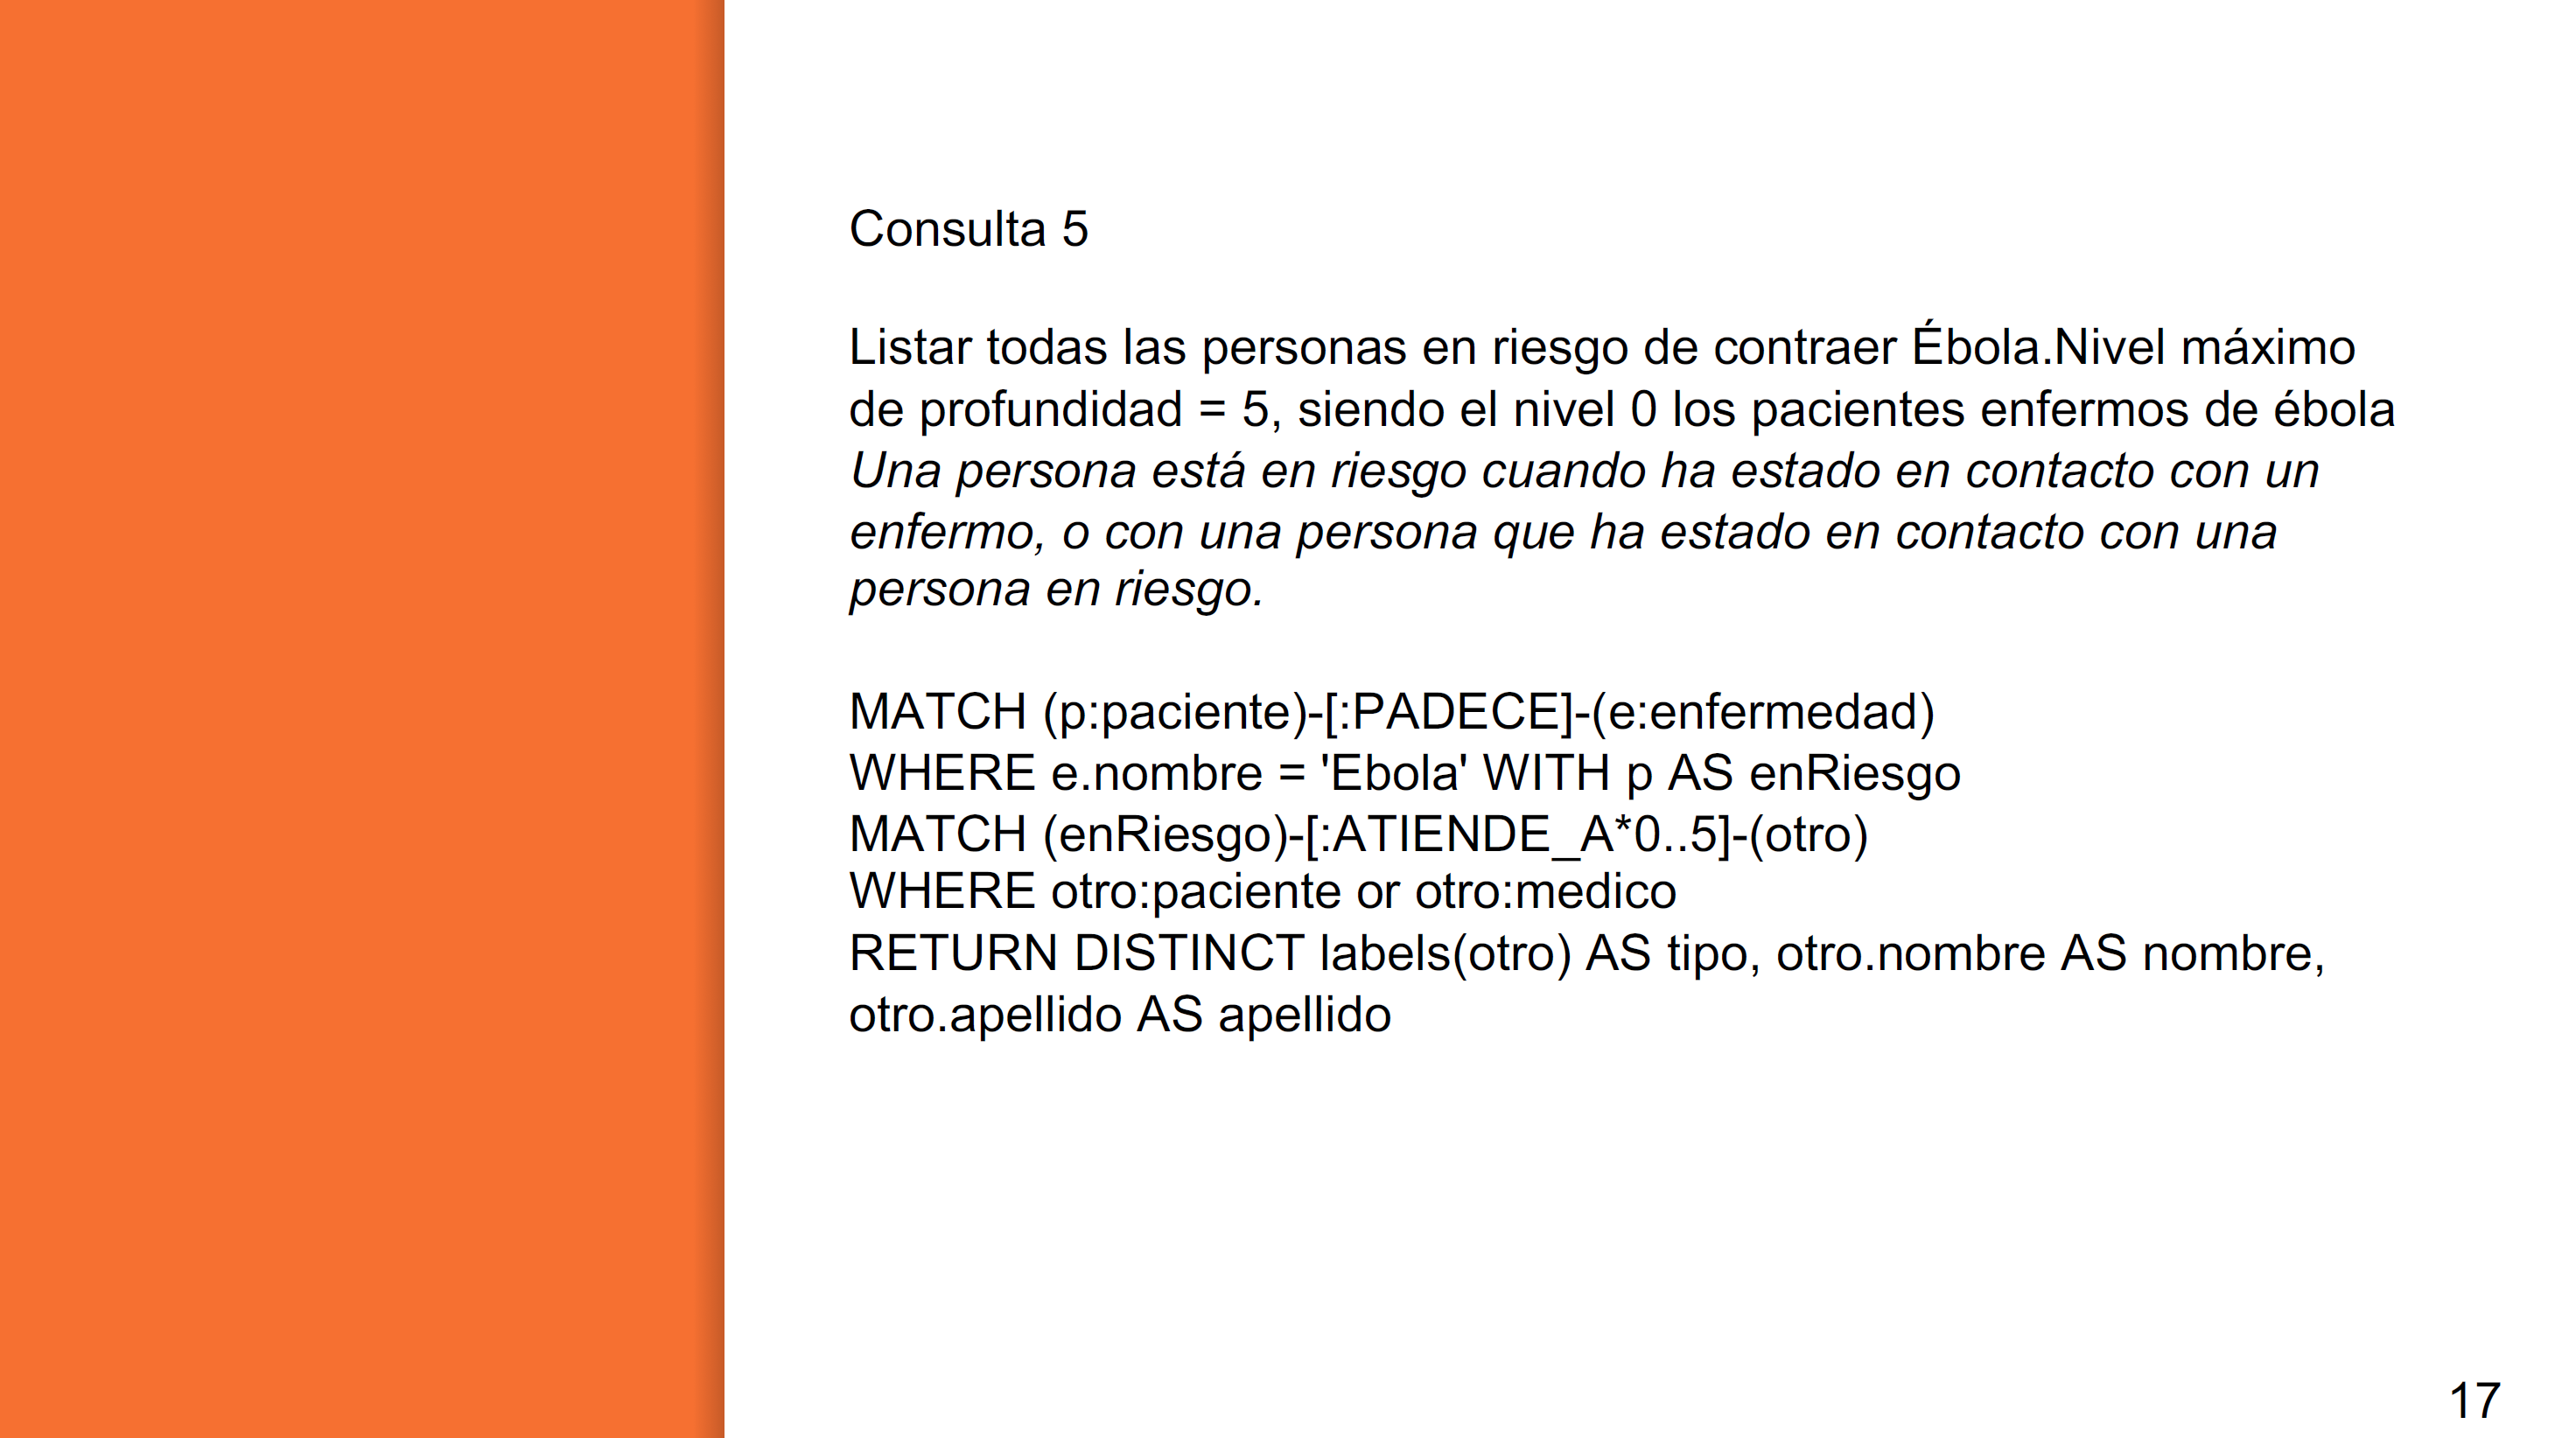 Consulta 5
Listar todas las personas en riesgo de contraer Ébola.Nivel máximo
de profundidad = 5, siendo el nivel 0 los pacientes enfermos de ébola
Una persona está en riesgo cuando ha estado en contacto con un
enfermo, o con una persona que ha estado en contacto con una
persona en riesgo.
MATCH (p:paciente)-[:PADECE]-(e:enfermedad)
WHERE e.nombre = 'Ebola' WITH p AS enRiesgo
MATCH (enRiesgo)-[:ATIENDE_A*0..5]-(otro)
WHERE otro:paciente or otro:medico
RETURN DISTINCT labels(otro) AS tipo, otro.nombre AS nombre,
otro.apellido AS apellido
17